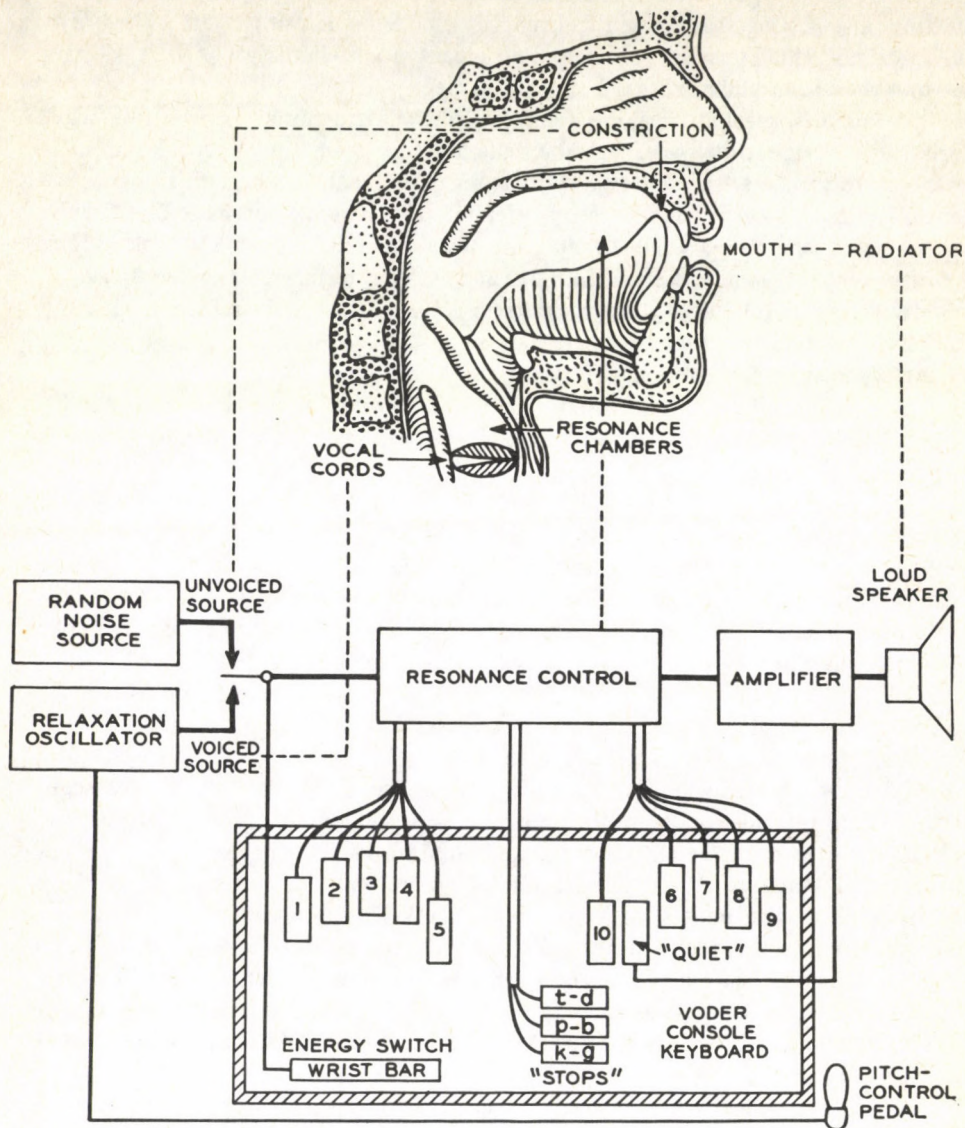 CONSTRICTION
MOUTH --- RADIATOR
RESONANCE
CHAMBERS
VOCAL
CORDS
LOUD
SPEAKER
UNVOICED
SOURCE
RANDOM
NOISE
SOURCE
RESONANCE CONTROL
AMPLIFIER
RELAXATION
OSCILLATOR
VOICED
SOURCE
1
2
3
4
5
10
6
7
8
9
"QUIET"
t-d
p-b
k-g
"STOPS"
VODER
CONSOLE
KEYBOARD
ENERGY SWITCH
WRIST BAR
PITCH-
CONTROL
PEDAL